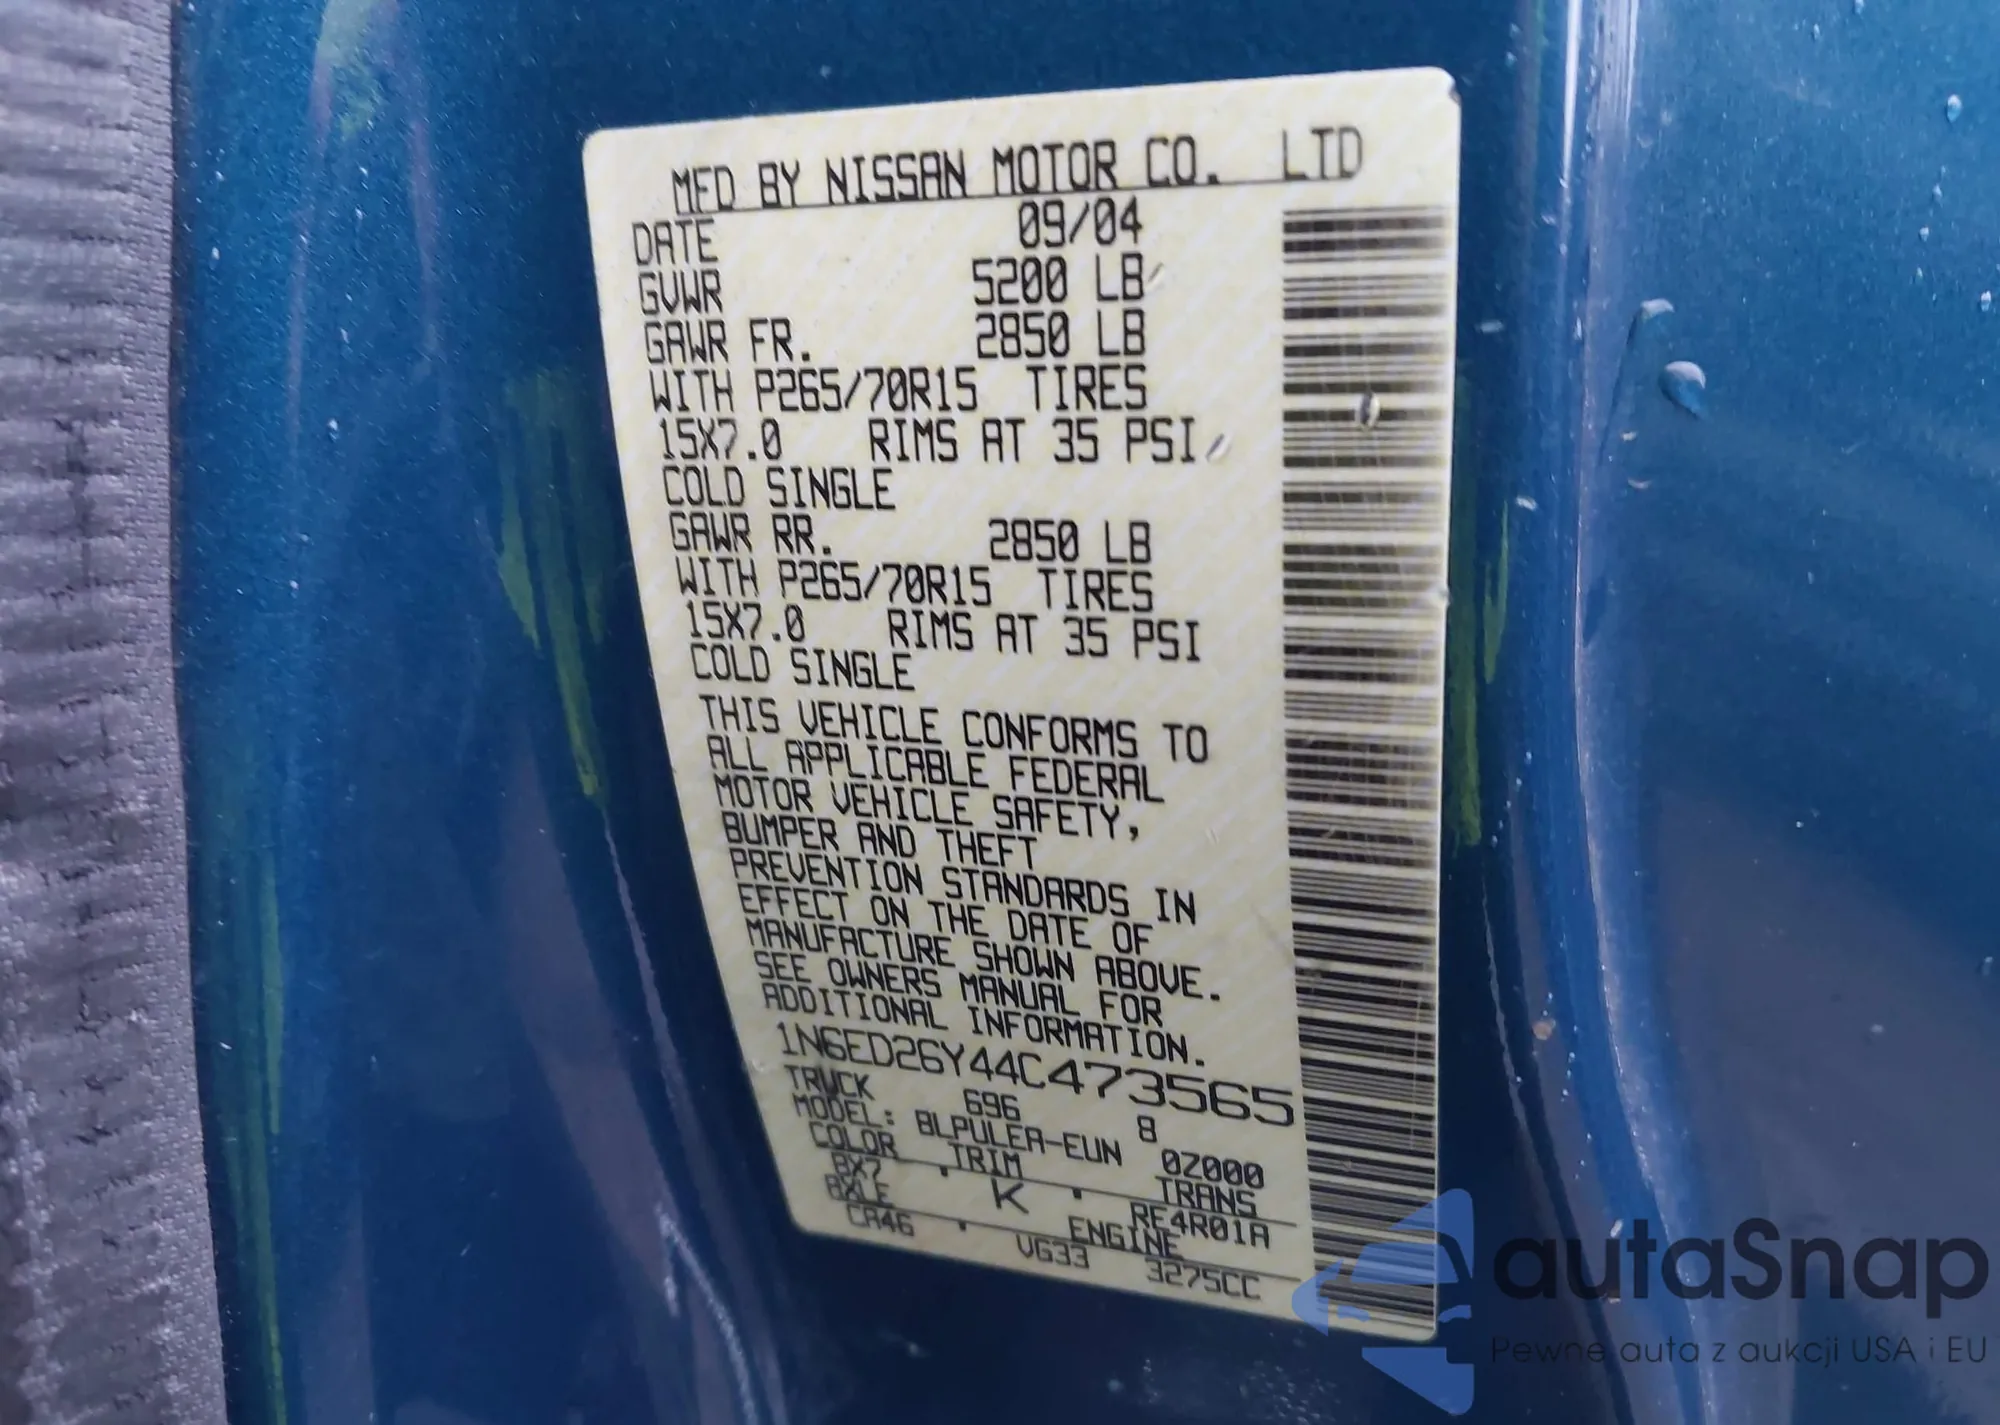 MFD BY NISSAN MOTOR CO. LTD
DATE 09/04
GVWR 5200 LB
GAWR FR. 2850 LB
WITH P265/70R15 TIRES
15X7.0 RIMS AT 35 PSI
COLD SINGLE
GAWR RR. 2850 LB
WITH P265/70R15 TIRES
15X7.0 RIMS AT 35 PSI
COLD SINGLE
THIS VEHICLE CONFORMS TO
ALL APPLICABLE FEDERAL
MOTOR VEHICLE SAFETY,
BUMPER AND THEFT
PREVENTION STANDARDS IN
EFFECT ON THE DATE OF
MANUFACTURE SHOWN ABOVE.
SEE OWNERS MANUAL FOR
ADDITIONAL INFORMATION.
1N6ED26Y44C473565
TRUCK 696 8
MODEL: BLPULEA-EUN 0Z000
COLOR TRIM TRANS
BX7 K RE4R01A
AXLE ENGINE
CA46 VG33 3275CC
autaSnap
Pewne auta z aukcji USA i EU